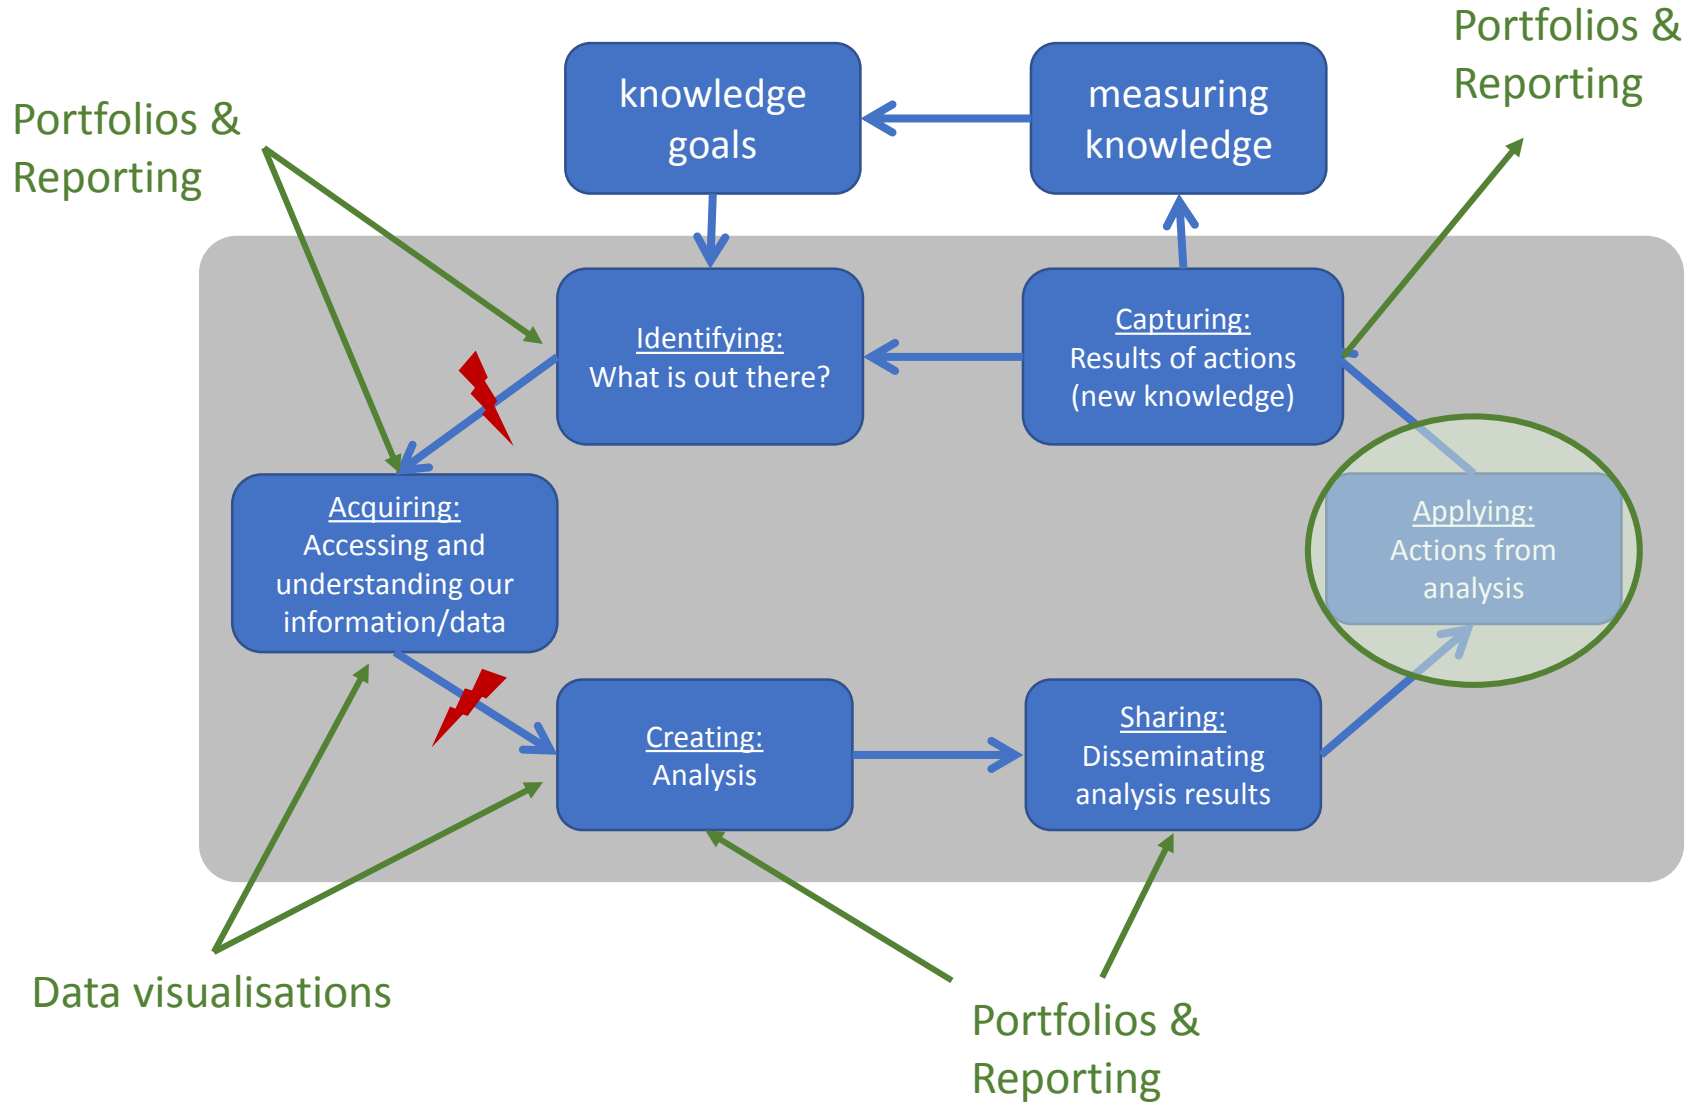 Portfolios &
Reporting
knowledge
goals
measuring
knowledge
Portfolios &
Reporting
Identifying:
What is out there?
Capturing:
Results of actions
(new knowledge)
Acquiring:
Accessing and
understanding our
information/data
Applying:
Actions from
analysis
Creating:
Analysis
Sharing:
Disseminating
analysis results
Data visualisations
Portfolios &
Reporting